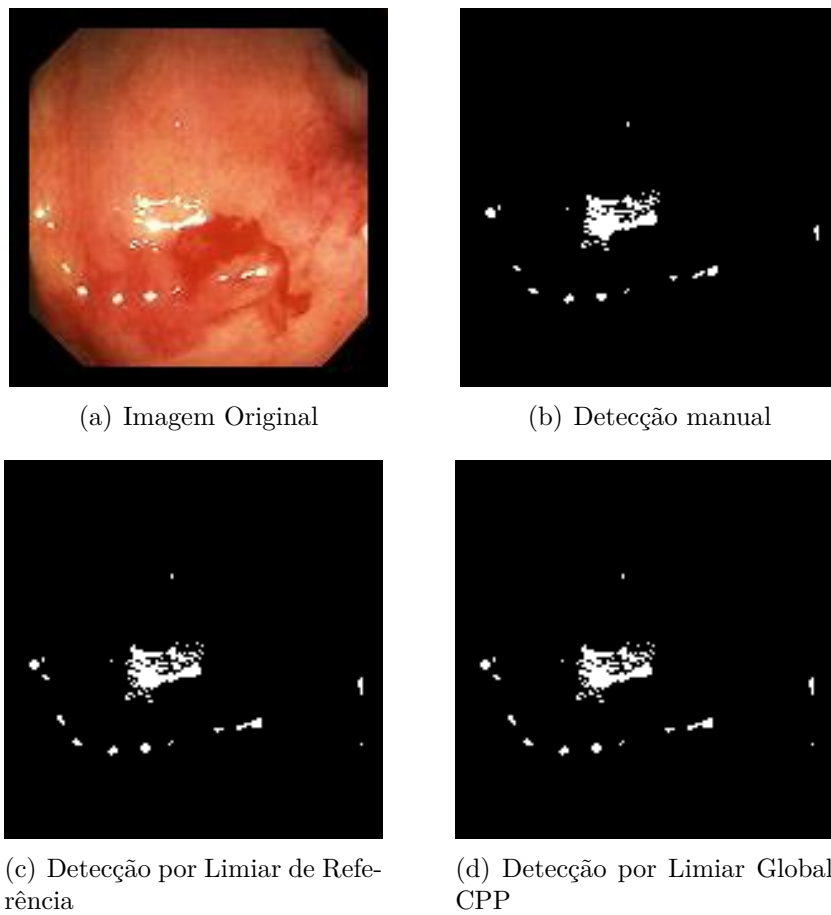 (a) Imagem Original
(b) Detecção manual
(c) Detecção por Limiar de Refe-
rência
(d) Detecção por Limiar Global
CPP